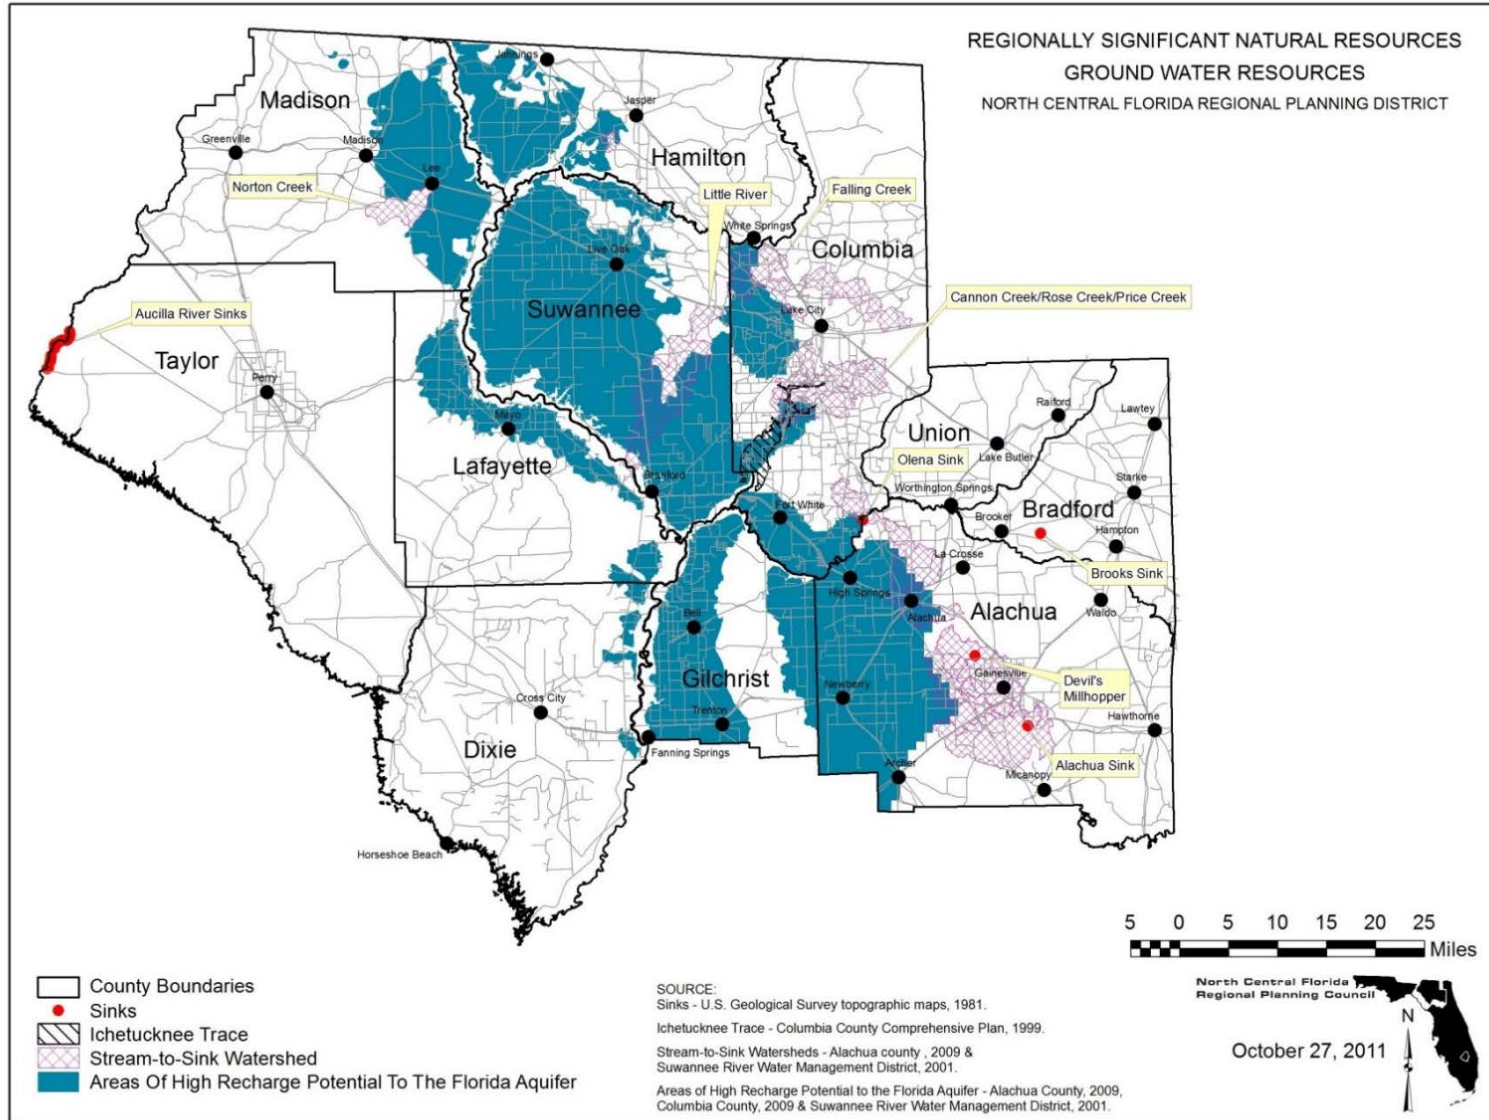 REGIONALLY SIGNIFICANT NATURAL RESOURCES
GROUND WATER RESOURCES
NORTH CENTRAL FLORIDA REGIONAL PLANNING DISTRICT
Jennings
Madison
Jasper
Greenville
Madison
Hamilton
Lee
Norton Creek
Little River
Falling Creek
White Springs
Columbia
Live Oak
Cannon Creek/Rose Creek/Price Creek
Suwannee
Aucilla River Sinks
Lake City
Taylor
Perry
Mayo
Raiford
Lawtey
Union
Lake Butler
Lafayette
Olena Sink
Branford
Worthington Springs
Starke
Fort White
Brooker
Bradford
Hampton
La Crosse
Brooks Sink
High Springs
Alachua
Alachua
Waldo
Bell
Gilchrist
Gainesville
Devil's
Millhopper
Newberry
Cross City
Trenton
Hawthorne
Dixie
Fanning Springs
Archer
Alachua Sink
Micanopy
Horseshoe Beach
5 0 5 10 15 20 25
Miles
County Boundaries
Sinks
Ichetucknee Trace
Stream-to-Sink Watershed
Areas Of High Recharge Potential To The Florida Aquifer
SOURCE:
Sinks - U.S. Geological Survey topographic maps, 1981.
Ichetucknee Trace - Columbia County Comprehensive Plan, 1999.
Stream-to-Sink Watersheds - Alachua county , 2009 &
Suwannee River Water Management District, 2001.
Areas of High Recharge Potential to the Florida Aquifer - Alachua County, 2009,
Columbia County, 2009 & Suwannee River Water Management District, 2001.
North Central Florida
Regional Planning Council
N
October 27, 2011